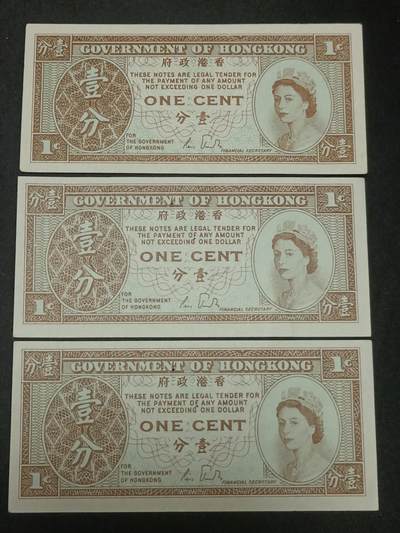 分壹 GOVERNMENT OF HONGKONG 1¢
府政港香
THESE NOTES ARE LEGAL TENDER FOR
THE PAYMENT OF ANY AMOUNT
NOT EXCEEDING ONE DOLLAR
壹分
ONE CENT
分壹
FOR
THE GOVERNMENT
OF HONGKONG
FINANCIAL SECRETARY
1¢ 分壹
分壹 GOVERNMENT OF HONGKONG 1¢
府政港香
THESE NOTES ARE LEGAL TENDER FOR
THE PAYMENT OF ANY AMOUNT
NOT EXCEEDING ONE DOLLAR
壹分
ONE CENT
分壹
FOR
THE GOVERNMENT
OF HONGKONG
FINANCIAL SECRETARY
1¢ 分壹
分壹 GOVERNMENT OF HONGKONG 1¢
府政港香
THESE NOTES ARE LEGAL TENDER FOR
THE PAYMENT OF ANY AMOUNT
NOT EXCEEDING ONE DOLLAR
壹分
ONE CENT
分壹
FOR
THE GOVERNMENT
OF HONGKONG
FINANCIAL SECRETARY
1¢ 分壹